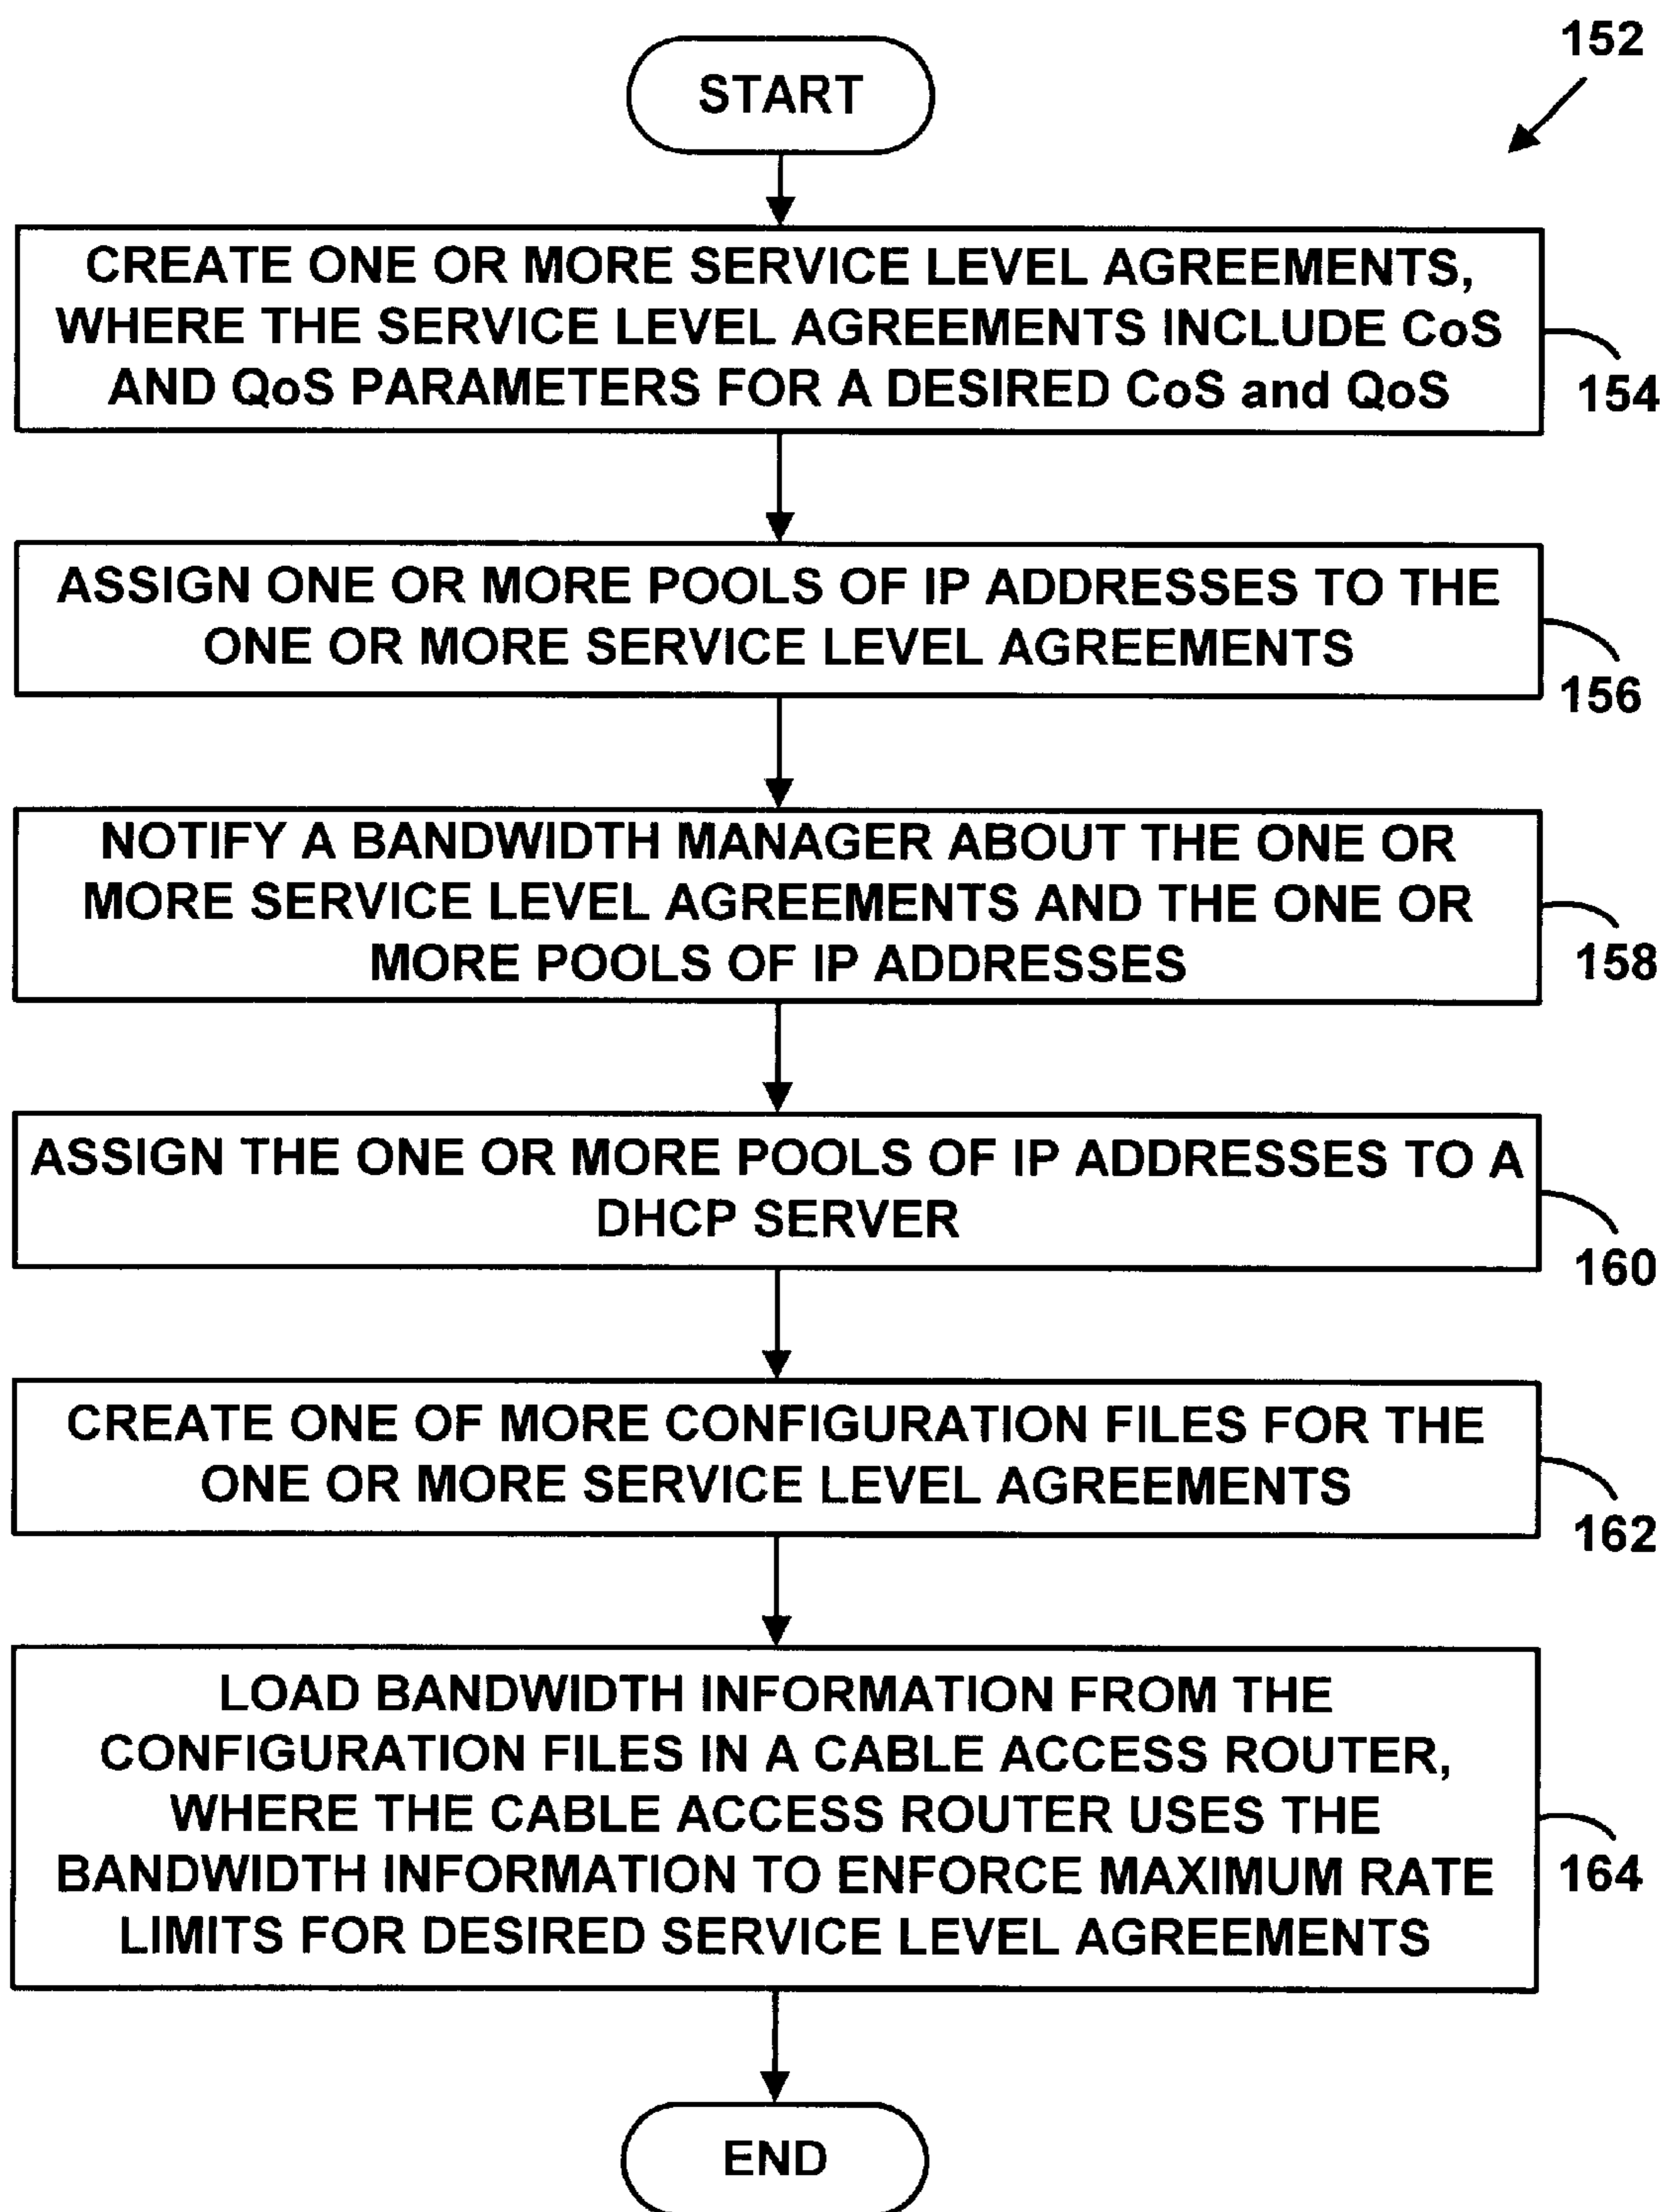 152
START
CREATE ONE OR MORE SERVICE LEVEL AGREEMENTS,
WHERE THE SERVICE LEVEL AGREEMENTS INCLUDE CoS
AND QoS PARAMETERS FOR A DESIRED CoS and QoS
154
ASSIGN ONE OR MORE POOLS OF IP ADDRESSES TO THE
ONE OR MORE SERVICE LEVEL AGREEMENTS
156
NOTIFY A BANDWIDTH MANAGER ABOUT THE ONE OR
MORE SERVICE LEVEL AGREEMENTS AND THE ONE OR
MORE POOLS OF IP ADDRESSES
158
ASSIGN THE ONE OR MORE POOLS OF IP ADDRESSES TO A
DHCP SERVER
160
CREATE ONE OF MORE CONFIGURATION FILES FOR THE
ONE OR MORE SERVICE LEVEL AGREEMENTS
162
LOAD BANDWIDTH INFORMATION FROM THE
CONFIGURATION FILES IN A CABLE ACCESS ROUTER,
WHERE THE CABLE ACCESS ROUTER USES THE
BANDWIDTH INFORMATION TO ENFORCE MAXIMUM RATE
LIMITS FOR DESIRED SERVICE LEVEL AGREEMENTS
164
END